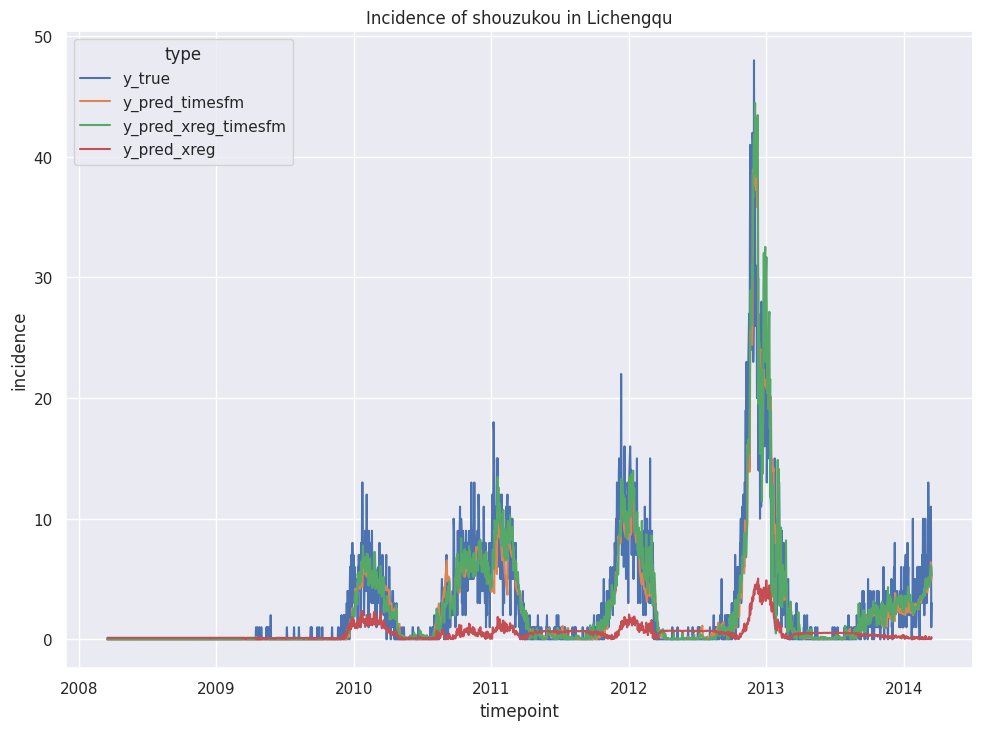 Incidence of shouzukou in Lichengqu
type
y_true
y_pred_timesfm
y_pred_xreg_timesfm
y_pred_xreg
50
40
30
20
10
0
incidence
2008 2009 2010 2011 2012 2013 2014
timepoint